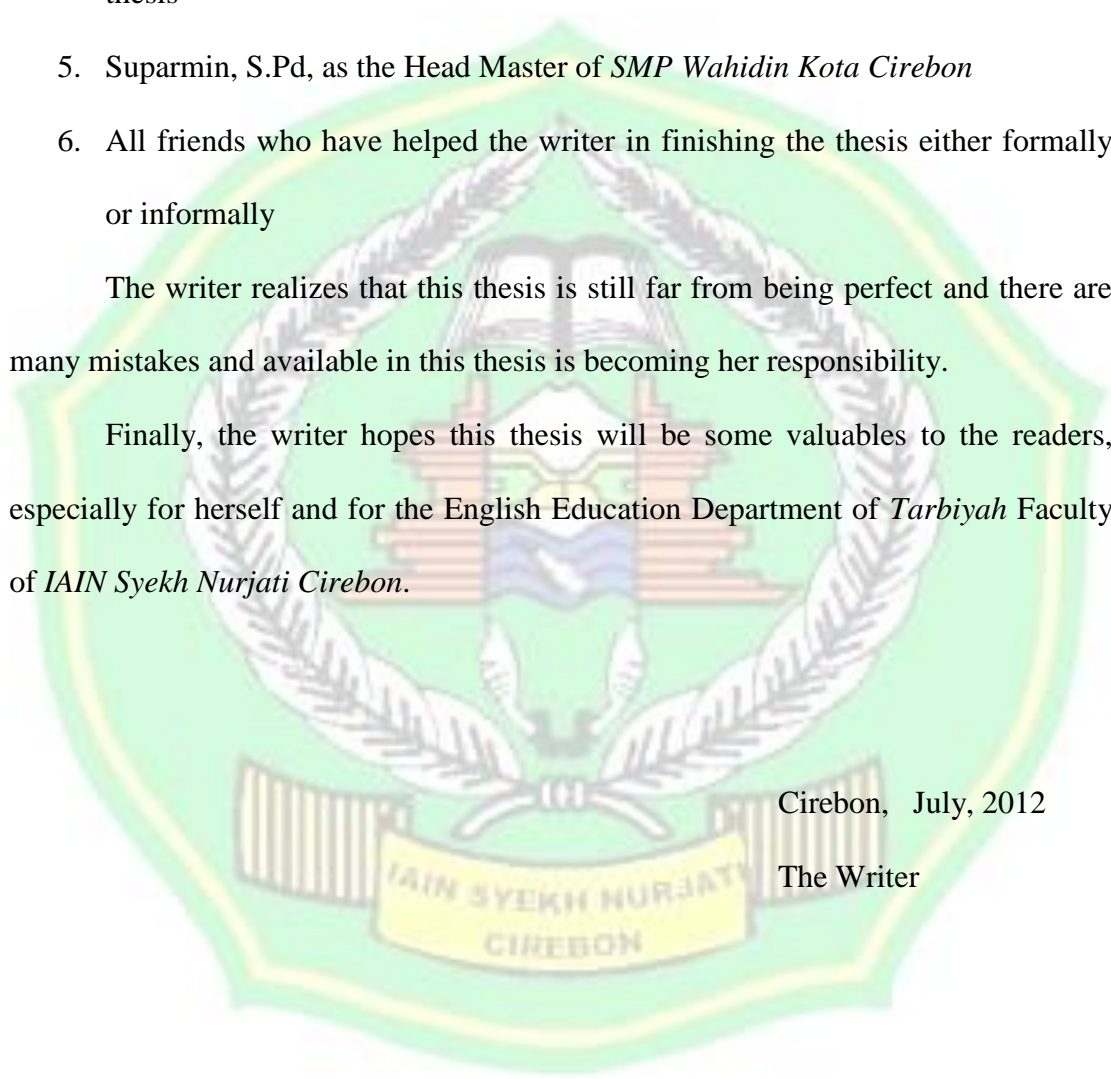 thesis
5. Suparmin, S.Pd, as the Head Master of SMP Wahidin Kota Cirebon
6. All friends who have helped the writer in finishing the thesis either formally
or informally
The writer realizes that this thesis is still far from being perfect and there are
many mistakes and available in this thesis is becoming her responsibility.
Finally, the writer hopes this thesis will be some valuables to the readers,
especially for herself and for the English Education Department of Tarbiyah Faculty
of IAIN Syekh Nurjati Cirebon.
Cirebon, July, 2012
The Writer
IAIN SYEKH NURJATI
CIREBON